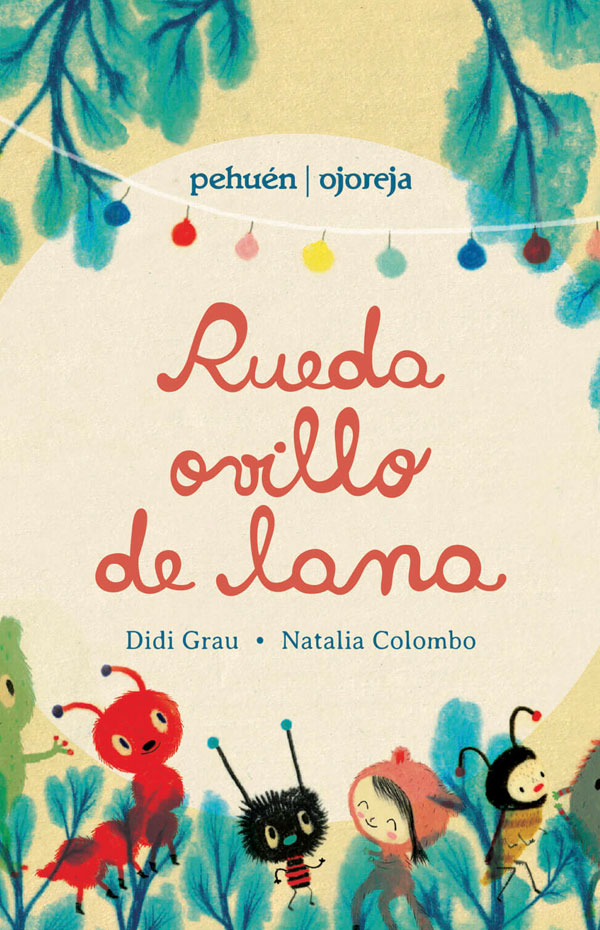 pehuén | ojoreja
Rueda
ovillo
de lana
Didi Grau • Natalia Colombo